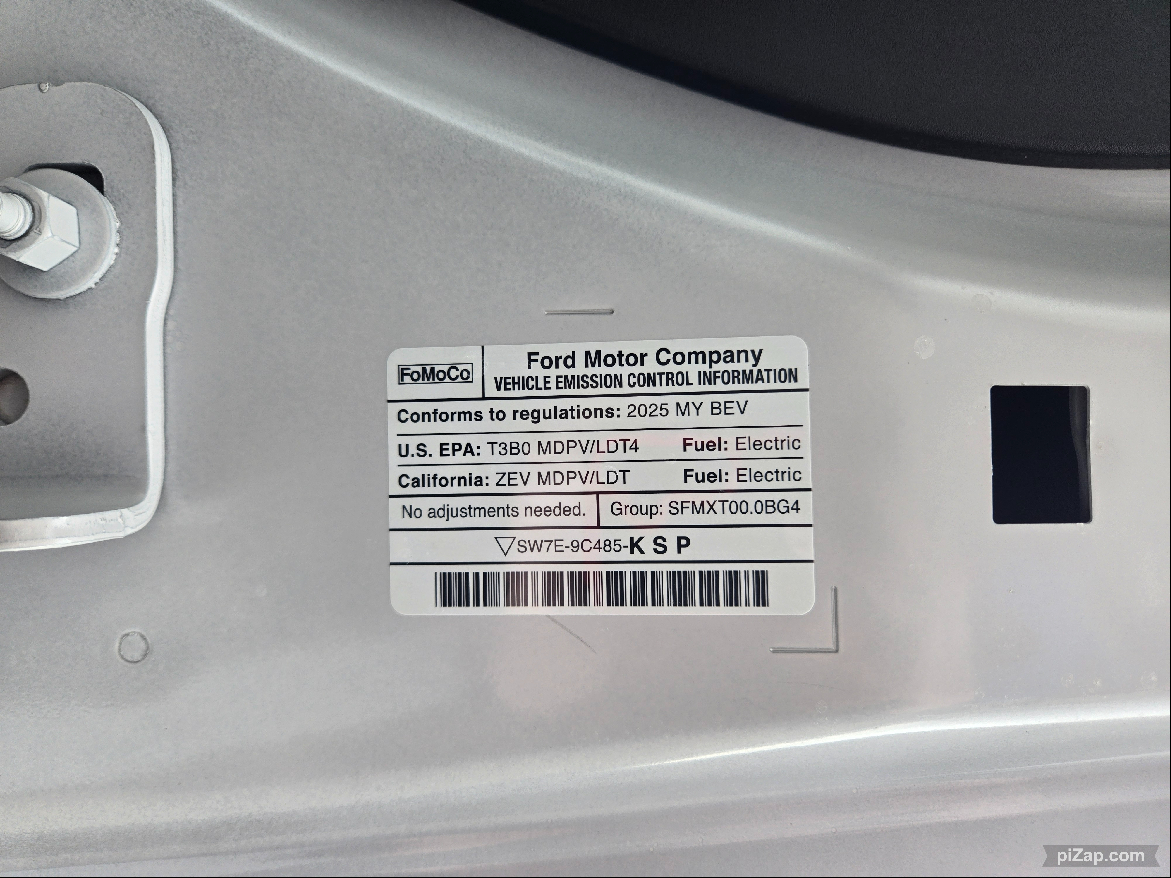 FoMoCo
Ford Motor Company
VEHICLE EMISSION CONTROL INFORMATION
Conforms to regulations: 2025 MY BEV
U.S. EPA: T3B0 MDPV/LDT4 Fuel: Electric
California: ZEV MDPV/LDT Fuel: Electric
No adjustments needed. Group: SFMXT00.0BG4
▽SW7E-9C485-K S P
piZap.com